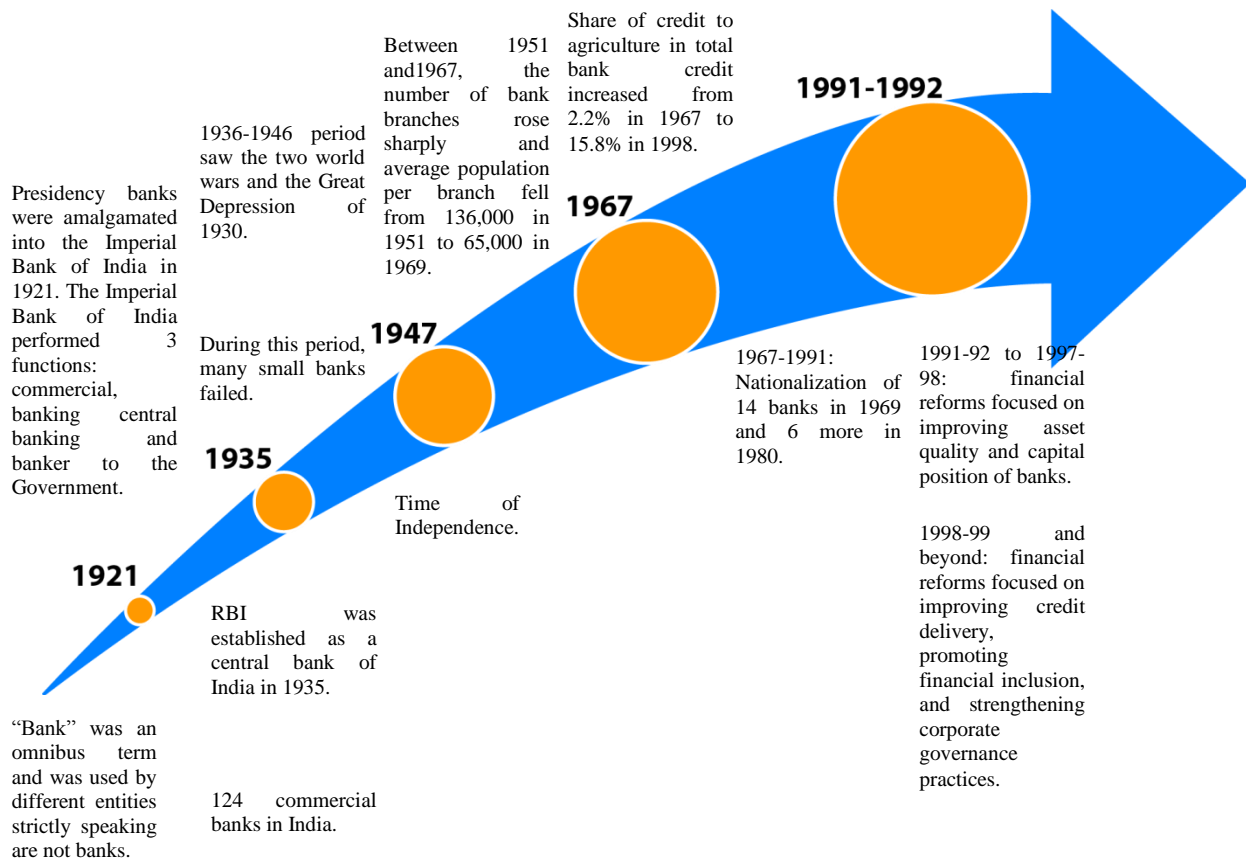 Presidency banks
were amalgamated
into the Imperial
Bank of India in
1921. The Imperial
Bank of India
performed 3
functions:
commercial,
banking central
banking and
banker to the
Government.
1921
“Bank” was an
omnibus term
and was used by
different entities
strictly speaking
are not banks.
1936-1946 period
saw the two world
wars and the Great
Depression of
1930.
During this period,
many small banks
failed.
1935
RBI was
established as a
central bank of
India in 1935.
124 commercial
banks in India.
Between 1951
and1967, the
number of bank
branches rose
sharply and
average population
per branch fell
from 136,000 in
1951 to 65,000 in
1969.
1947
Time of
Independence.
Share of credit to
agriculture in total
bank credit
increased from
2.2% in 1967 to
15.8% in 1998.
1967
1967-1991:
Nationalization of
14 banks in 1969
and 6 more in
1980.
1991-1992
1991-92 to 1997-
98: financial
reforms focused on
improving asset
quality and capital
position of banks.
1998-99 and
beyond: financial
reforms focused on
improving credit
delivery,
promoting
financial inclusion,
and strengthening
corporate
governance
practices.